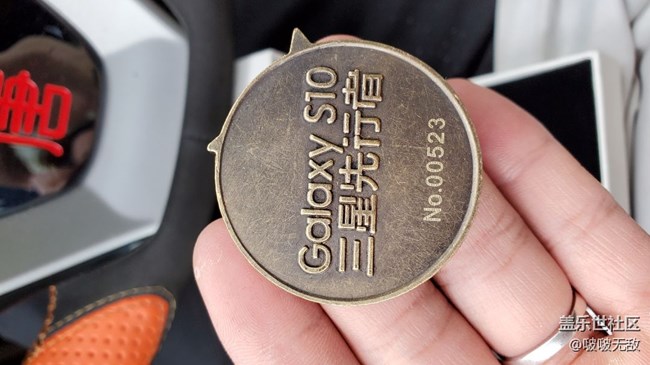 Galaxy S10
三星先行者
No.00523
盖乐世社区
@啵啵无敌